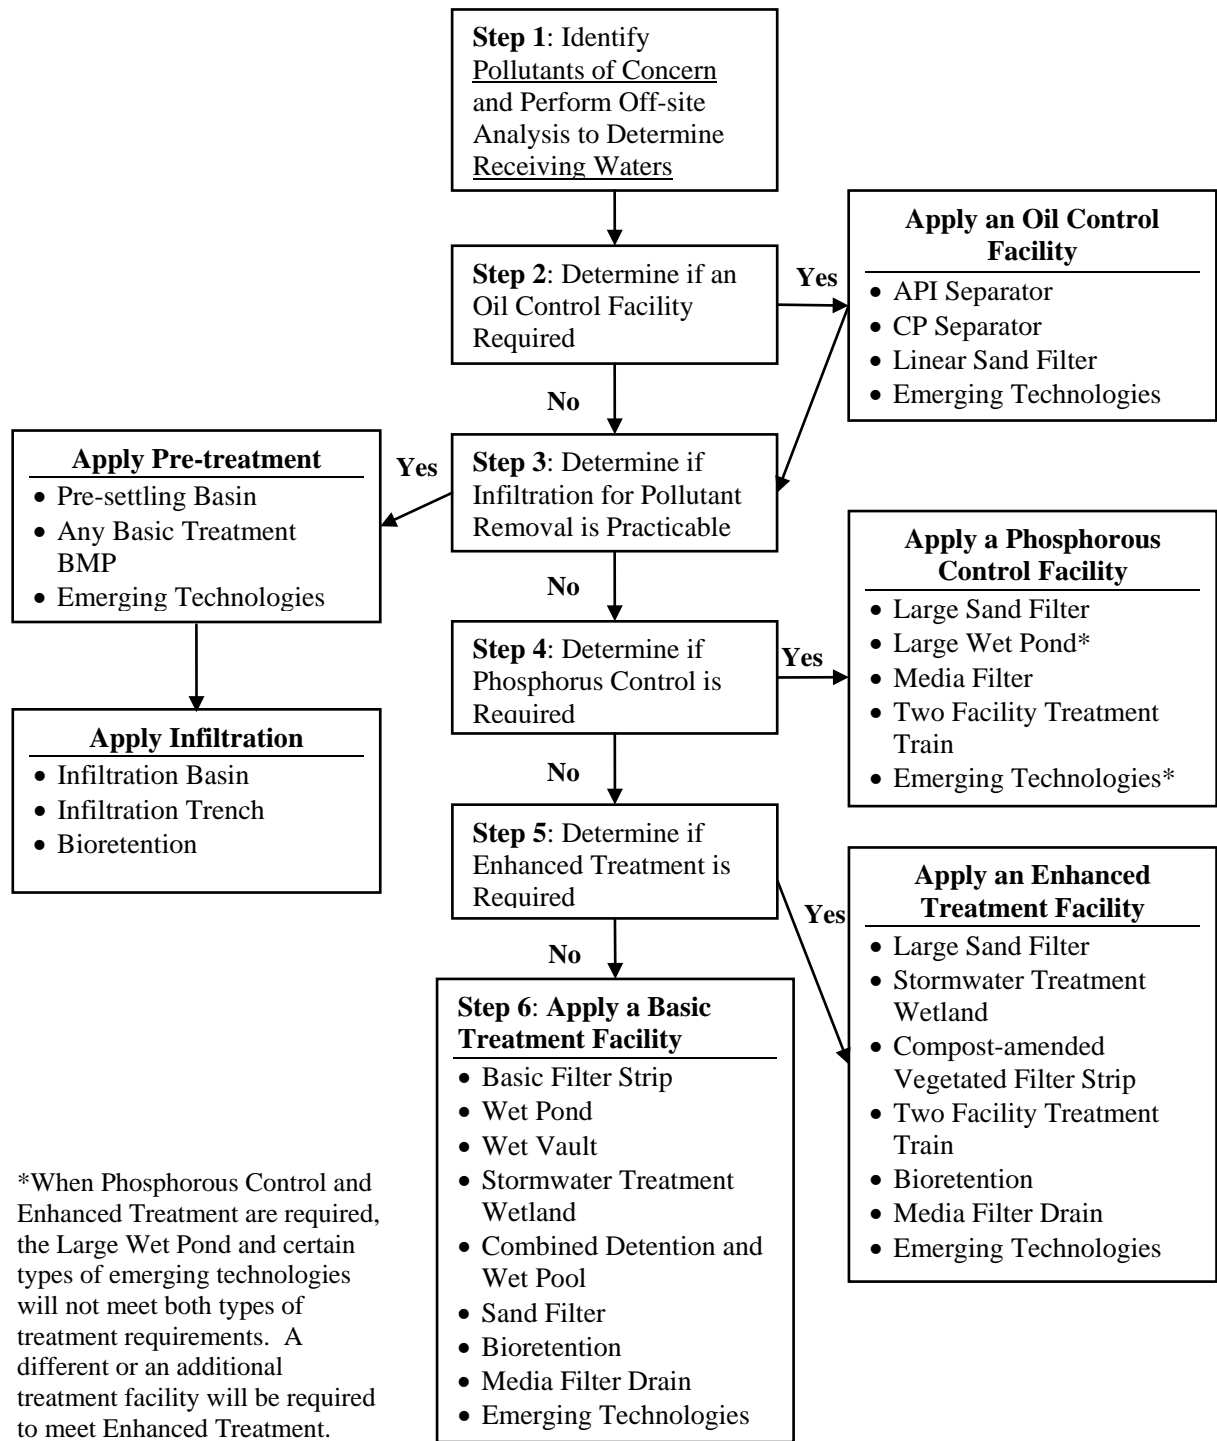 Step 1: Identify
Pollutants of Concern
and Perform Off-site
Analysis to Determine
Receiving Waters
Step 2: Determine if an
Oil Control Facility
Required
Yes
Apply an Oil Control
Facility
• API Separator
• CP Separator
• Linear Sand Filter
• Emerging Technologies
No
Step 3: Determine if
Infiltration for Pollutant
Removal is Practicable
Yes
Apply Pre-treatment
• Pre-settling Basin
• Any Basic Treatment
BMP
• Emerging Technologies
Apply Infiltration
• Infiltration Basin
• Infiltration Trench
• Bioretention
No
Step 4: Determine if
Phosphorus Control is
Required
Yes
Apply a Phosphorous
Control Facility
• Large Sand Filter
• Large Wet Pond*
• Media Filter
• Two Facility Treatment
Train
• Emerging Technologies*
No
Step 5: Determine if
Enhanced Treatment is
Required
Yes
Apply an Enhanced
Treatment Facility
• Large Sand Filter
• Stormwater Treatment
Wetland
• Compost-amended
Vegetated Filter Strip
• Two Facility Treatment
Train
• Bioretention
• Media Filter Drain
• Emerging Technologies
No
Step 6: Apply a Basic
Treatment Facility
• Basic Filter Strip
• Wet Pond
• Wet Vault
• Stormwater Treatment
Wetland
• Combined Detention and
Wet Pool
• Sand Filter
• Bioretention
• Media Filter Drain
• Emerging Technologies
*When Phosphorous Control and
Enhanced Treatment are required,
the Large Wet Pond and certain
types of emerging technologies
will not meet both types of
treatment requirements.  A
different or an additional
treatment facility will be required
to meet Enhanced Treatment.